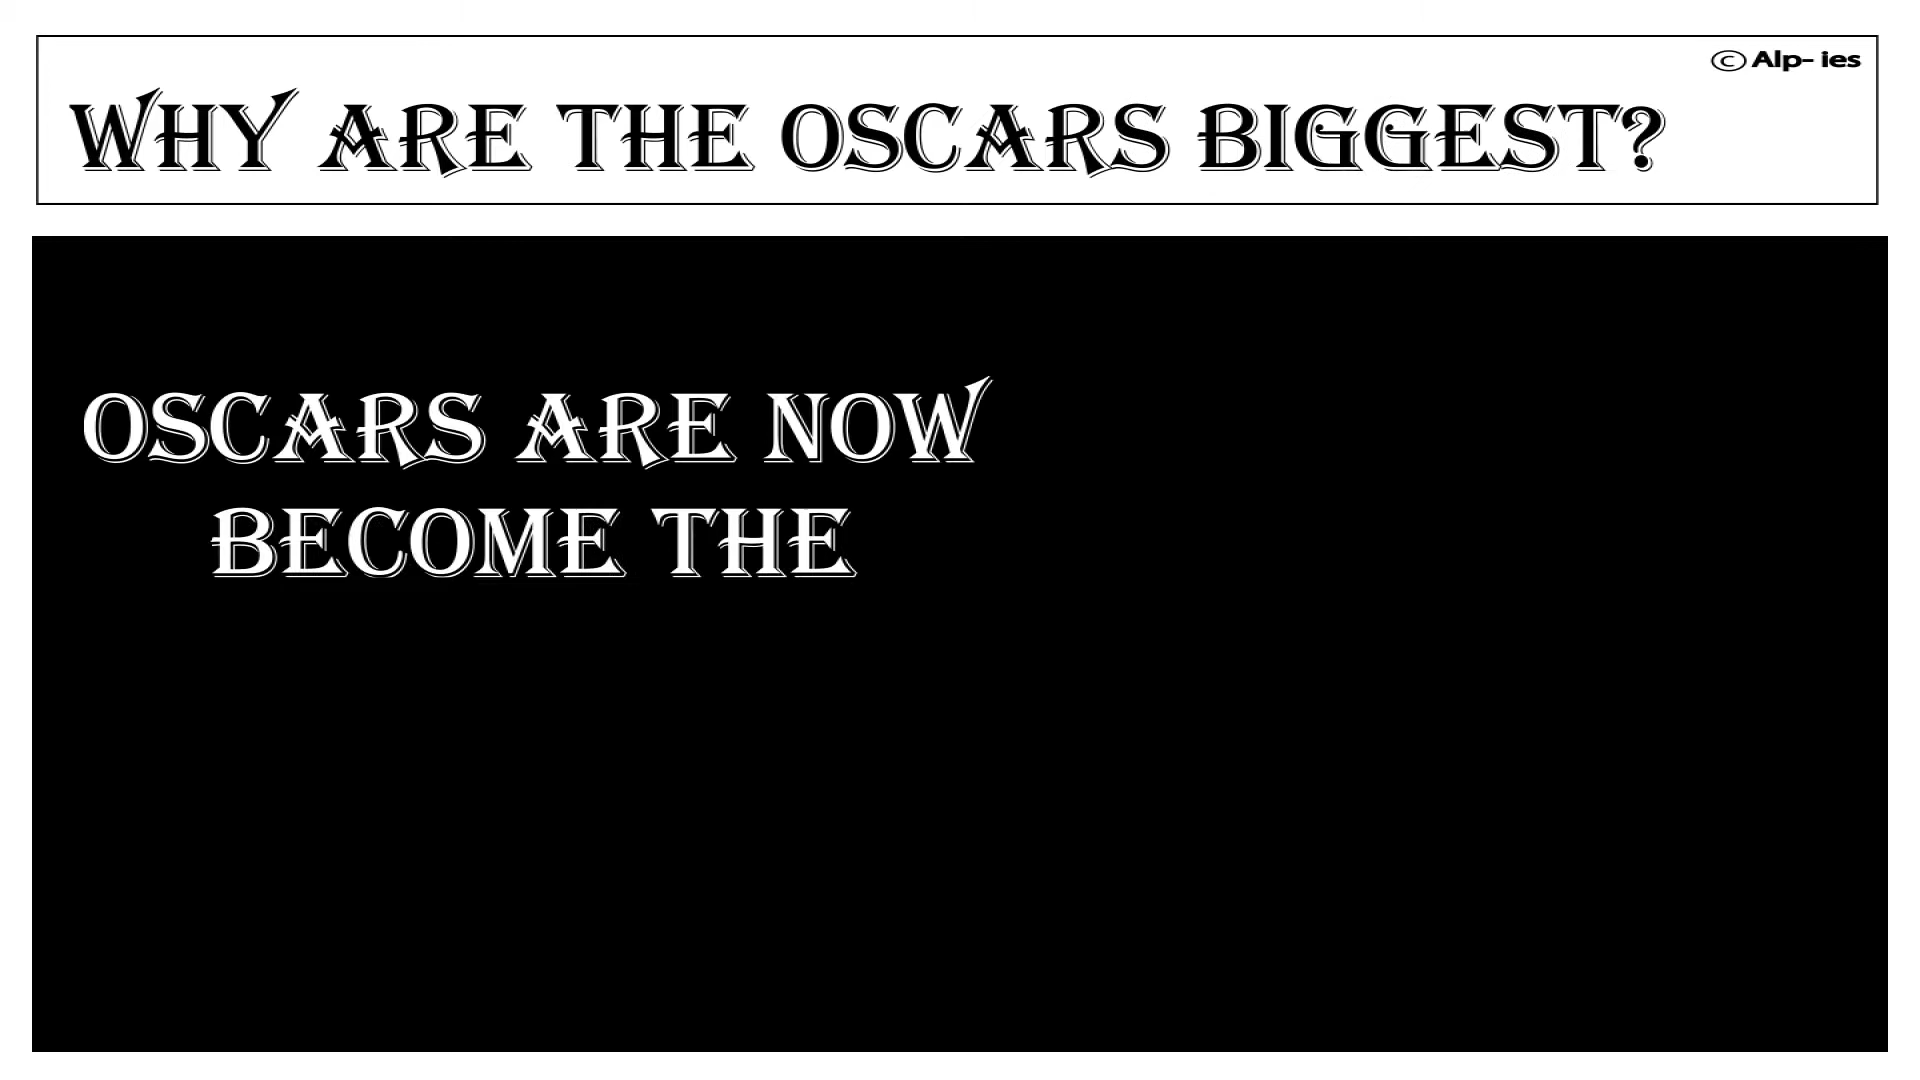 © Alp- ies
WHY ARE THE OSCARS BIGGEST?
OSCARS ARE NOW
BECOME THE